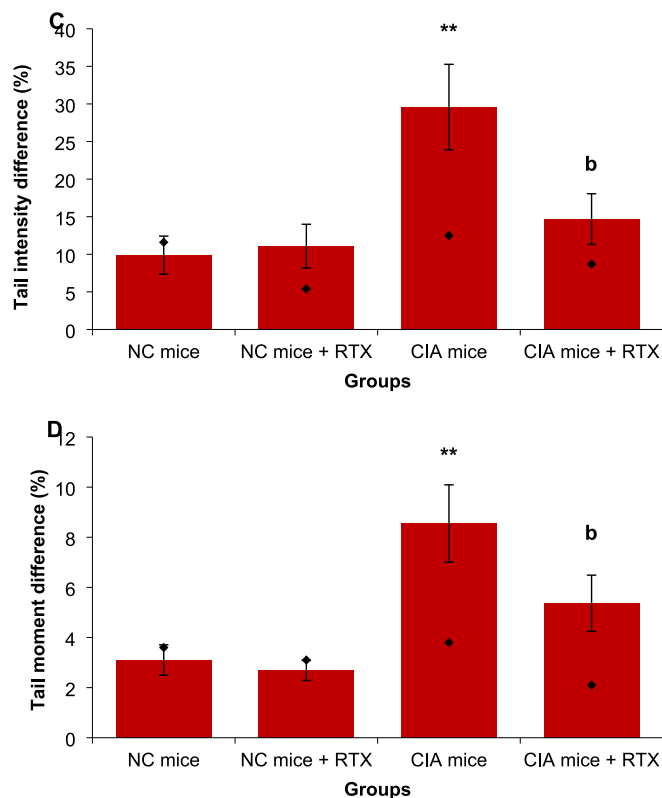 C
40
35
30
25
20
15
10
5
0
Tail intensity difference (%)
**
b
NC mice
NC mice + RTX
CIA mice
CIA mice + RTX
Groups
D
12
10
8
6
4
2
0
Tail moment difference (%)
**
b
NC mice
NC mice + RTX
CIA mice
CIA mice + RTX
Groups